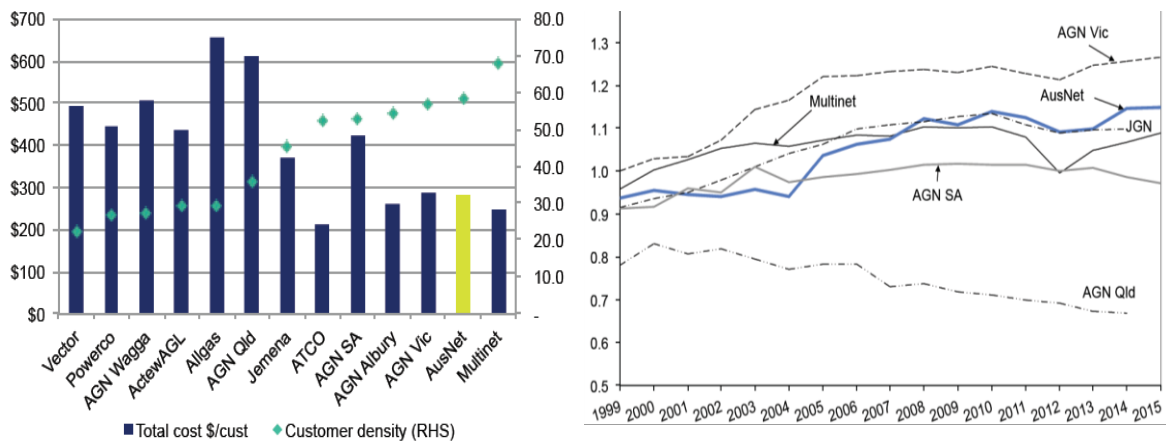 $700
$600
$500
$400
$300
$200
$100
$0
80.0
70.0
60.0
50.0
40.0
30.0
20.0
10.0
-
Vector
Powerco
AGN Wagga
ActewAGL
Allgas
AGN Qld
Jemena
ATCO
AGN SA
AGN Albury
AGN Vic
AusNet
Multinet
Total cost $/cust
Customer density (RHS)
1.3
1.2
1.1
1.0
0.9
0.8
0.7
0.6
0.5
AGN Vic
AusNet
Multinet
JGN
AGN SA
AGN Qld
1999
2000
2001
2002
2003
2004
2005
2006
2007
2008
2009
2010
2011
2012
2013
2014
2015